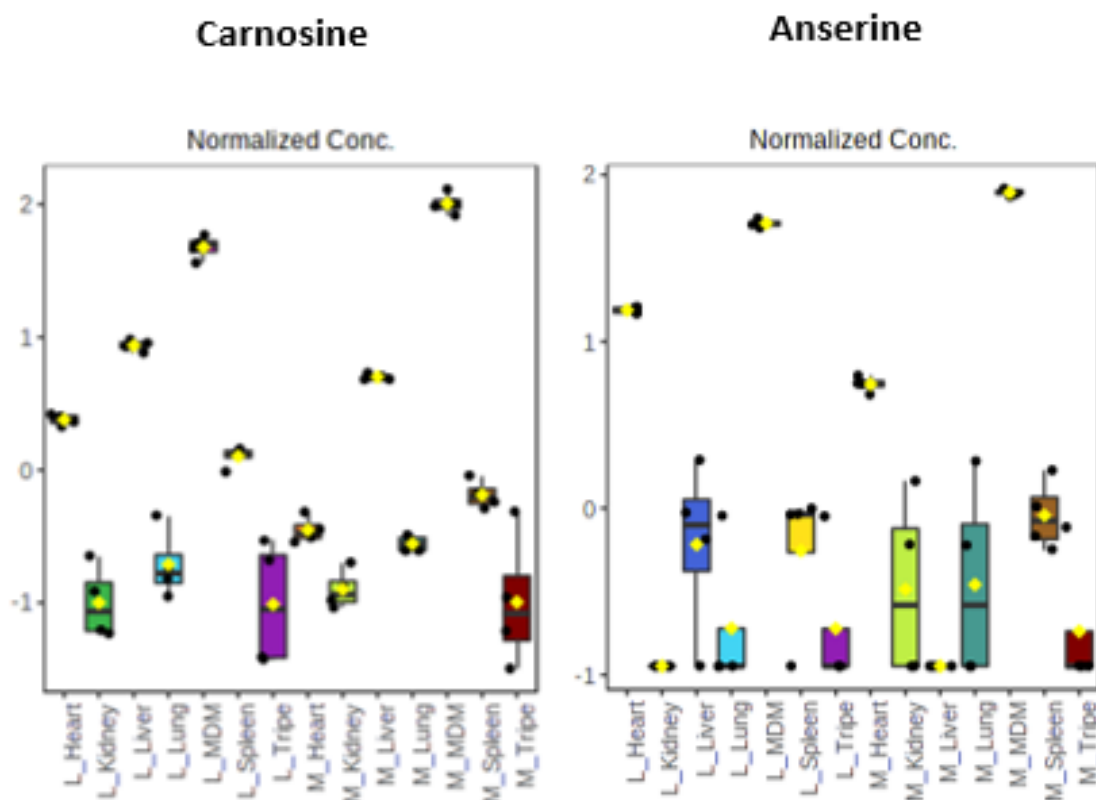 Carnosine
Normalized Conc.
2
1
0
-1
L_Heart
L_Kidney
L_Liver
L_Lung
L_MDM
L_Spleen
L_Tripe
M_Heart
M_Kidney
M_Liver
M_Lung
M_MDM
M_Spleen
M_Tripe
Anserine
Normalized Conc.
2
1
0
-1
L_Heart
L_Kidney
L_Liver
L_Lung
L_MDM
L_Spleen
L_Tripe
M_Heart
M_Kidney
M_Liver
M_Lung
M_MDM
M_Spleen
M_Tripe